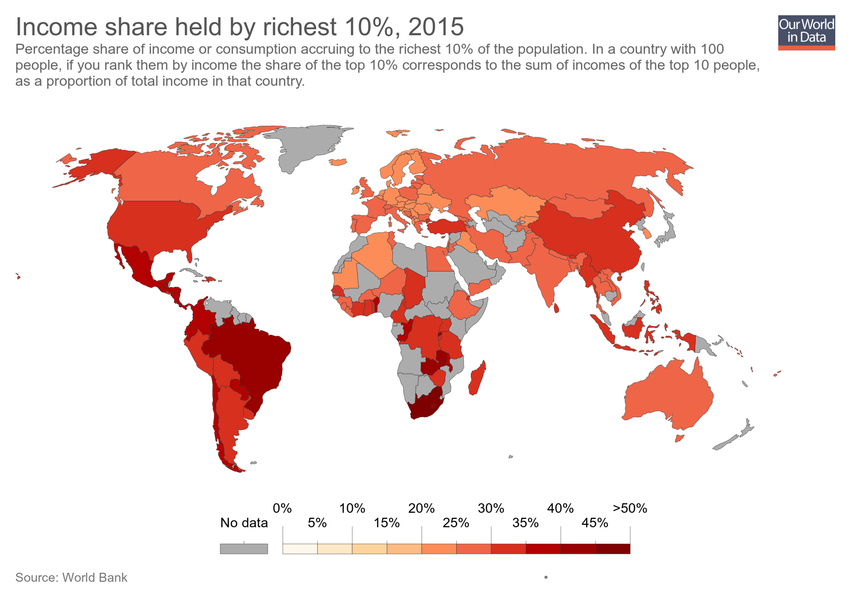 Income share held by richest 10%, 2015
Our World
in Data
Percentage share of income or consumption accruing to the richest 10% of the population. In a country with 100
people, if you rank them by income the share of the top 10% corresponds to the sum of incomes of the top 10 people,
as a proportion of total income in that country.
0% 10% 20% 30% 40% >50%
No data 5% 15% 25% 35% 45%
Source: World Bank